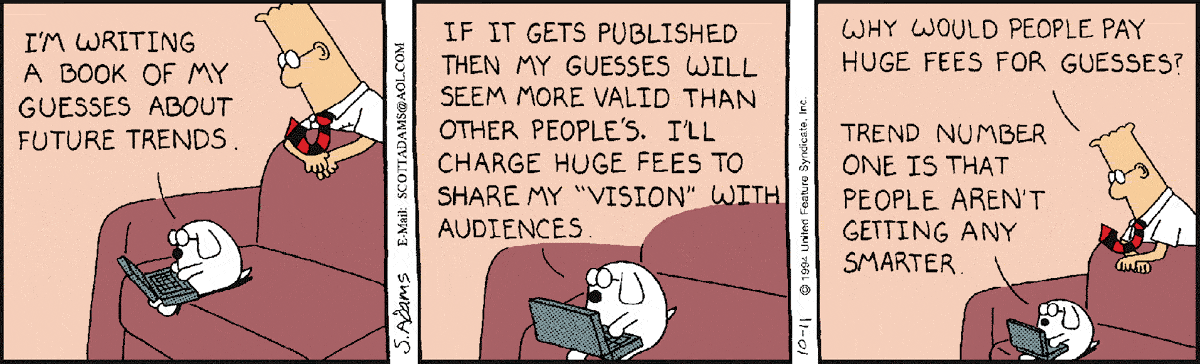 I'M WRITING
A BOOK OF MY
GUESSES ABOUT
FUTURE TRENDS.
S. Adams
E-Mail: SCOTTADAMS@AOL.COM
IF IT GETS PUBLISHED
THEN MY GUESSES WILL
SEEM MORE VALID THAN
OTHER PEOPLE'S. I'LL
CHARGE HUGE FEES TO
SHARE MY "VISION" WITH
AUDIENCES.
10-11
© 1994 United Feature Syndicate, Inc.
WHY WOULD PEOPLE PAY
HUGE FEES FOR GUESSES?
TREND NUMBER
ONE IS THAT
PEOPLE AREN'T
GETTING ANY
SMARTER.